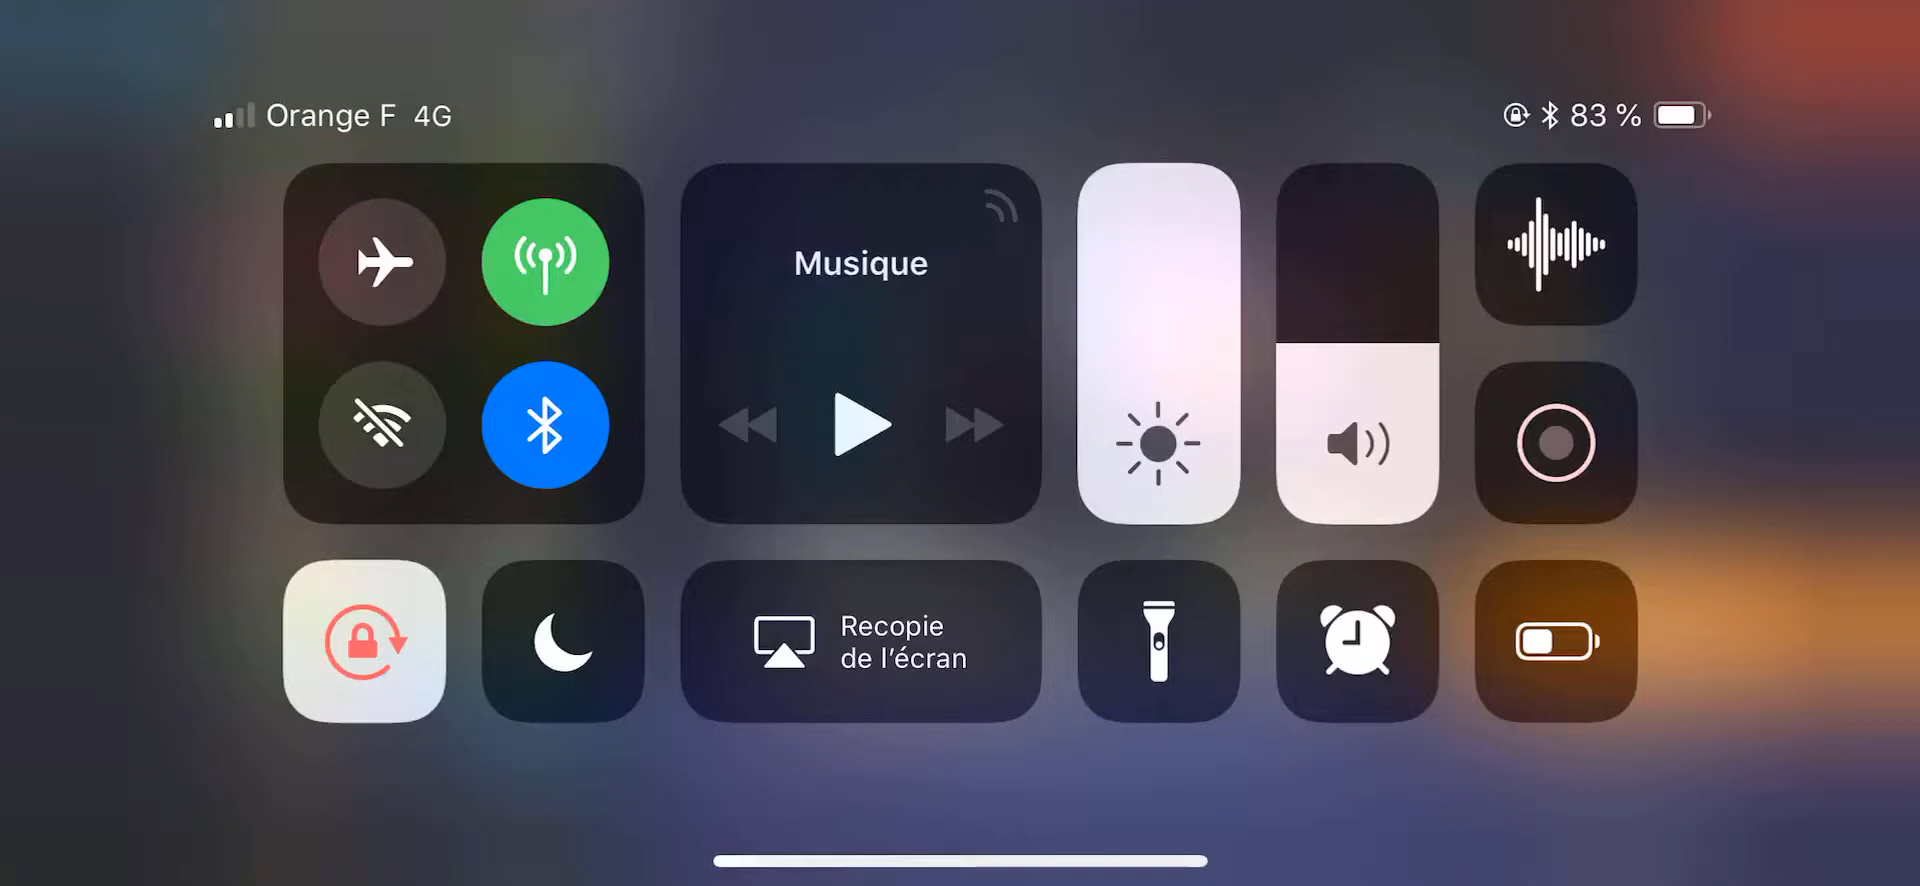 Orange F 4G
83 %
Musique
Recopie
de l’écran